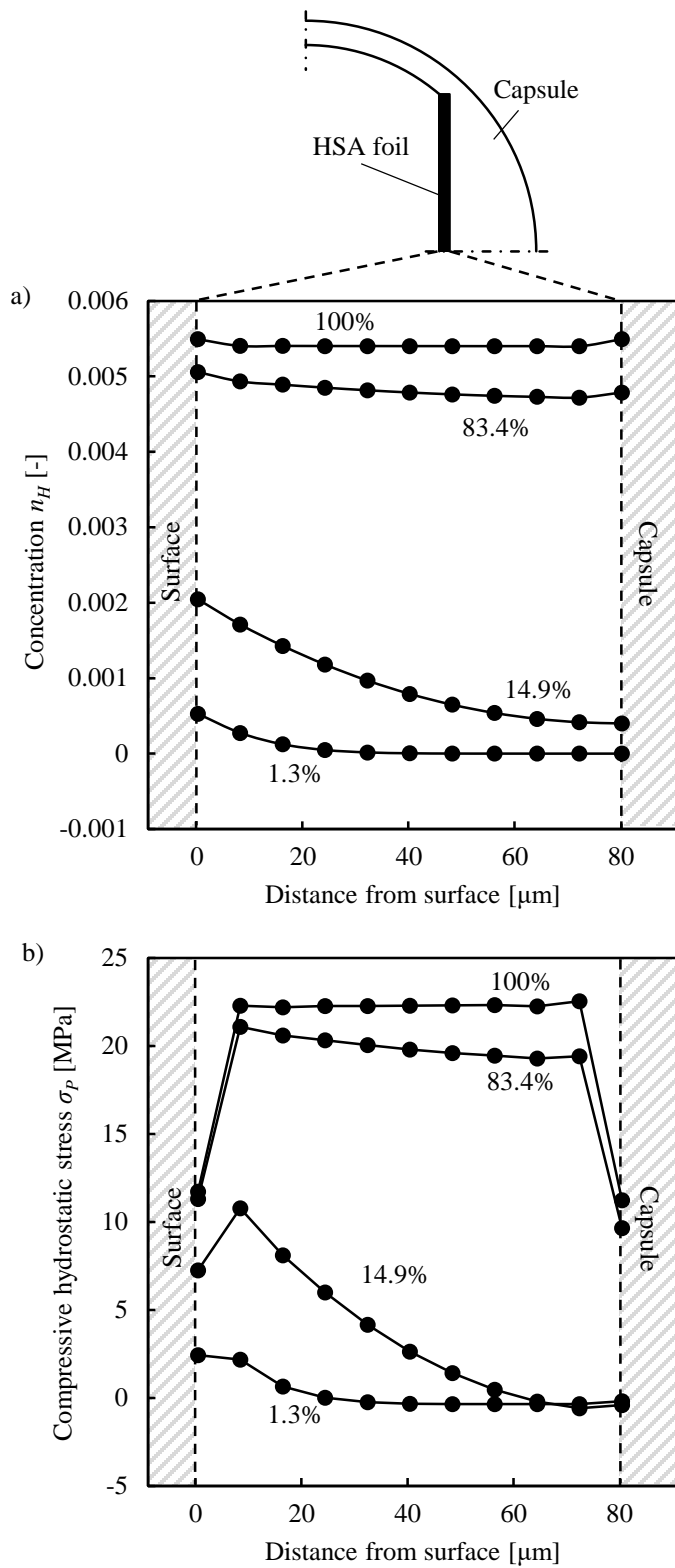 Capsule
HSA foil
a)
0.006
0.005
0.004
0.003
0.002
0.001
0
-0.001
Concentration n_H [-]
100%
83.4%
14.9%
1.3%
Surface
Capsule
0 20 40 60 80
Distance from surface [μm]
b)
25
20
15
10
5
0
-5
Compressive hydrostatic stress σ_P [MPa]
100%
83.4%
14.9%
1.3%
Surface
Capsule
0 20 40 60 80
Distance from surface [μm]